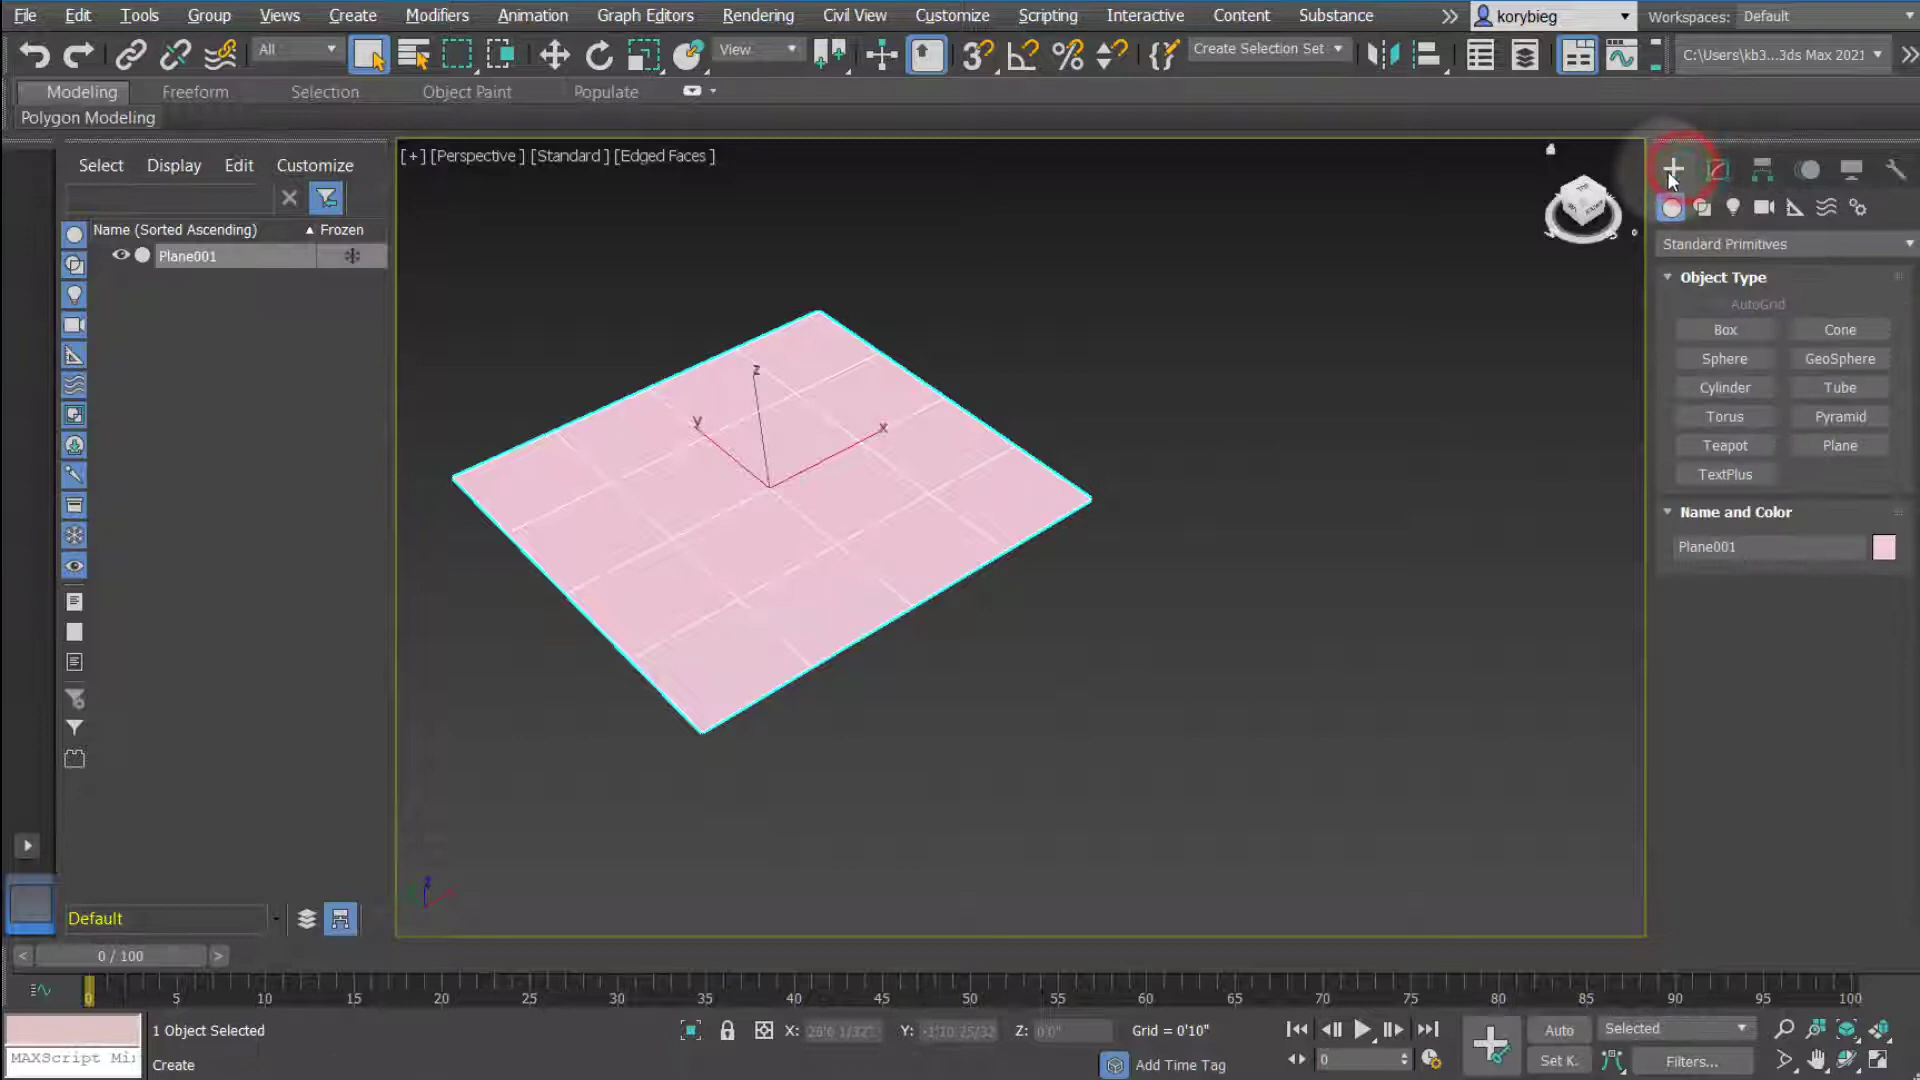 File Edit Tools Group Views Create Modifiers Animation Graph Editors Rendering Civil View Customize Scripting Interactive Content Substance korybieg Workspaces: Default
All View Create Selection Set C:\Users\kb3...3ds Max 2021
Modeling Freeform Selection Object Paint Populate
Polygon Modeling
Select Display Edit Customize
[+] [Perspective ] [Standard ] [Edged Faces ]
Name (Sorted Ascending) Frozen
Plane001
Standard Primitives
Object Type
AutoGrid
Box Cone
Sphere GeoSphere
Cylinder Tube
Torus Pyramid
Teapot Plane
TextPlus
Name and Color
Plane001
z
y
x
z
Default
0 / 100
0 5 10 15 20 25 30 35 40 45 50 55 60 65 70 75 80 85 90 95 100
1 Object Selected X: Y: Z: 0'0" Grid = 0'10" Auto Selected
MAXScript Mi
Create Add Time Tag 0 Set K. Filters...